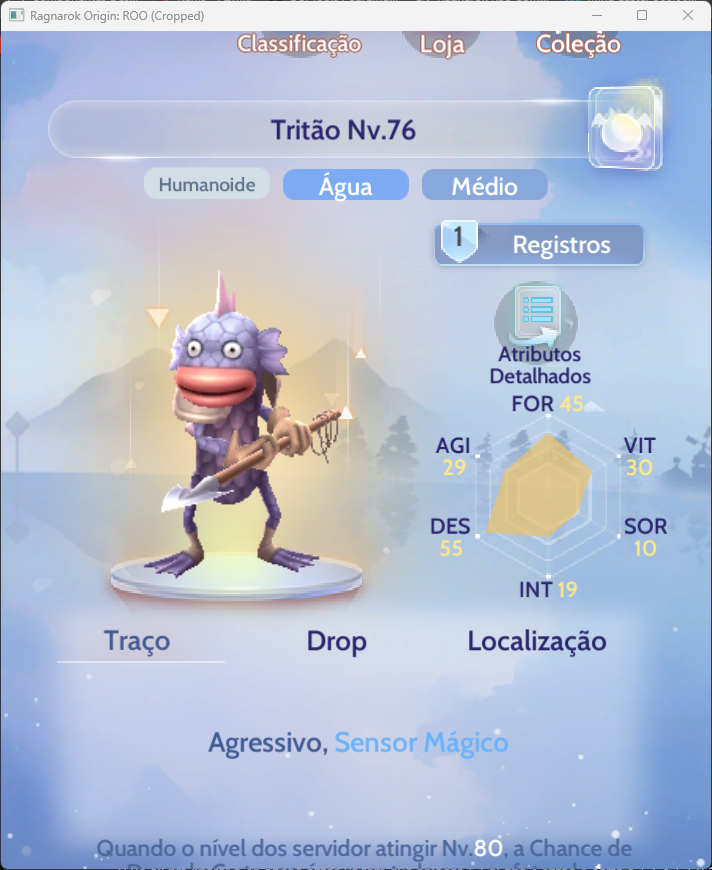 Ragnarok Origin: ROO (Cropped)
Classificação Loja Coleção
Tritão Nv.76
Humanoide Água Médio
1 Registros
Atributos
Detalhados
FOR 45
AGI 29
VIT 30
DES 55
SOR 10
INT 19
Traço Drop Localização
Agressivo, Sensor Mágico
Quando o nível dos servidor atingir Nv.80, a Chance de